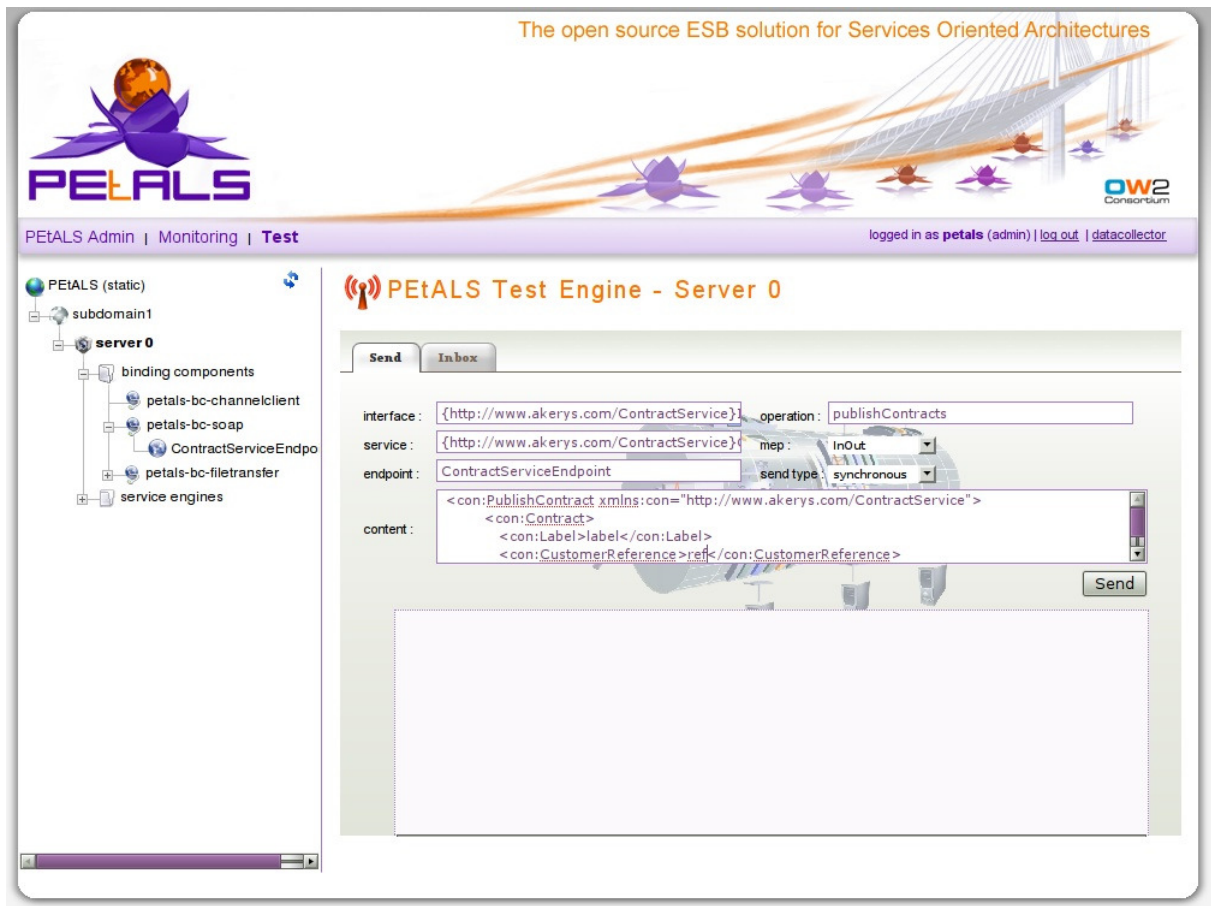 The open source ESB solution for Services Oriented Architectures
PEtALS
OW2
Consortium
PEtALS Admin | Monitoring | Test
logged in as petals (admin) | log out | datacollector
PEtALS (static)
subdomain1
server 0
binding components
petals-bc-channelclient
petals-bc-soap
ContractServiceEndpo
petals-bc-filetransfer
service engines
PEtALS Test Engine - Server 0
Send
Inbox
interface : {http://www.akerys.com/ContractService} operation : publishContracts
service : {http://www.akerys.com/ContractService} mep : InOut
endpoint : ContractServiceEndpoint send type : synchronous
content :
<con:PublishContract xmlns:con="http://www.akerys.com/ContractService">
<con:Contract>
<con:Label>label</con:Label>
<con:CustomerReference>ref</con:CustomerReference>
Send